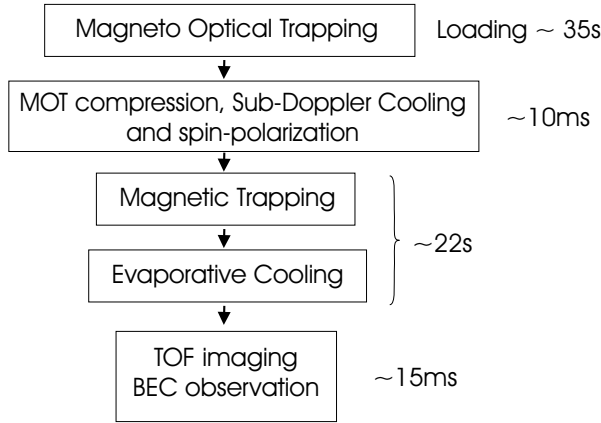 Magneto Optical Trapping
Loading ~ 35s
MOT compression, Sub-Doppler Cooling
and spin-polarization
~10ms
Magnetic Trapping
~22s
Evaporative Cooling
TOF imaging
BEC observation
~15ms